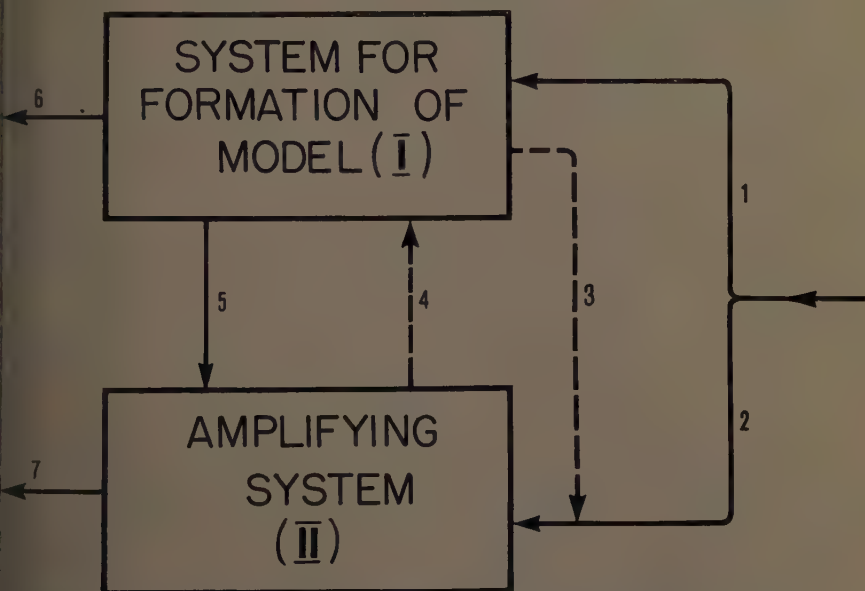 SYSTEM FOR
FORMATION OF
MODEL (I)
6
1
5
4
3
2
AMPLIFYING
SYSTEM
(II)
7